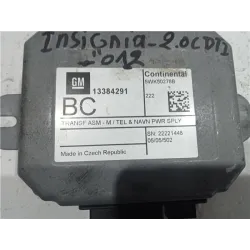 INSIGNIA-2.0CDTI
-"012
GM
13384291
BC
Continental
222
TRANSF ASM - M / TEL & NAVN PWR SPLY
SN: 22221448
Made in Czech Republic